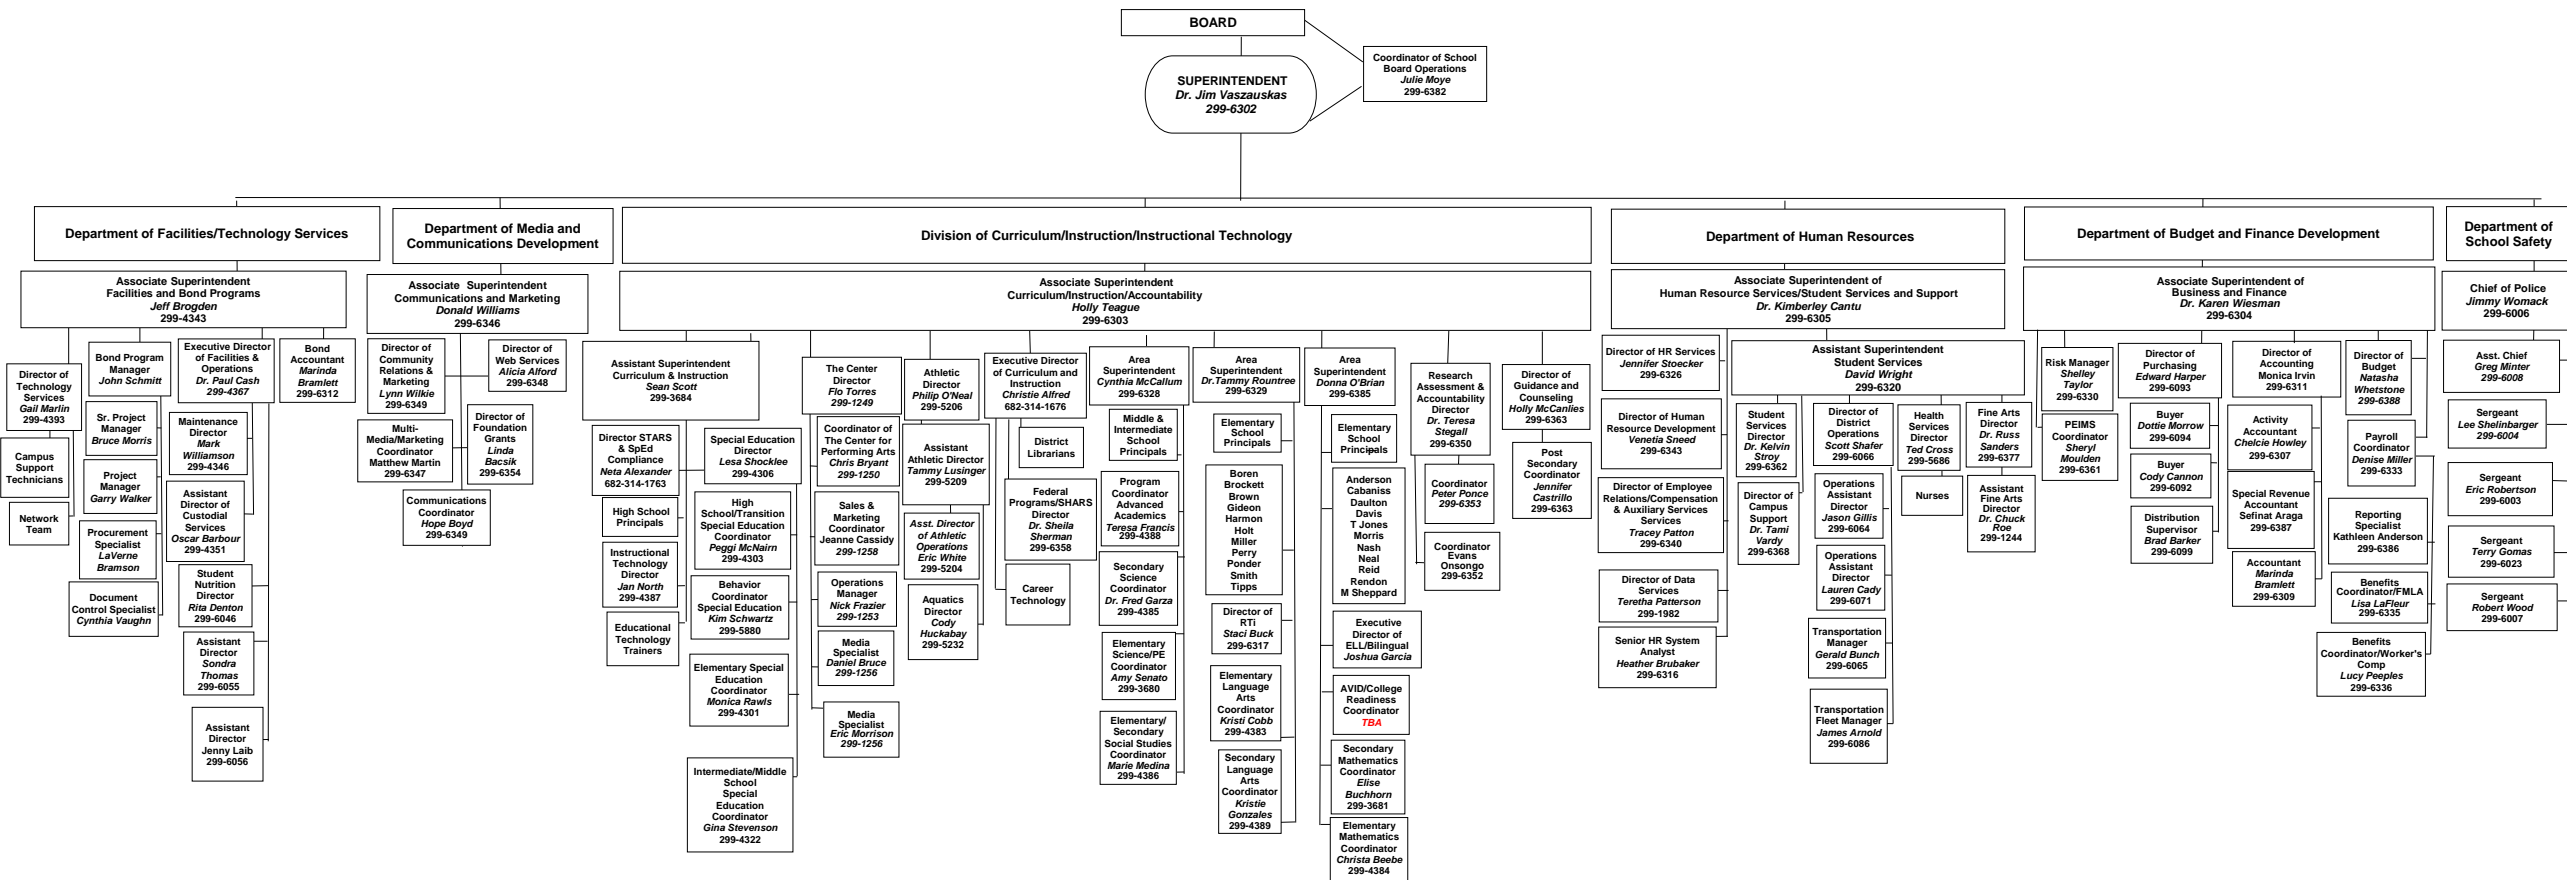 BOARD
Coordinator of School
Board Operations
Julie Moye
299-6382
SUPERINTENDENT
Dr. Jim Vaszauskas
299-6302
Department of Facilities/Technology Services
Associate Superintendent
Facilities and Bond Programs
Jeff Brogden
299-4343
Director of
Technology
Services
Gail Marlin
299-4393
Campus
Support
Technicians
Network
Team
Bond Program
Manager
John Schmitt
Sr. Project
Manager
Bruce Morris
Project
Manager
Garry Walker
Procurement
Specialist
LaVerne
Bramson
Document
Control Specialist
Cynthia Vaughn
Executive Director
of Facilities &
Operations
Dr. Paul Cash
299-4367
Maintenance
Director
Mark
Williamson
299-4346
Assistant
Director of
Custodial
Services
Oscar Barbour
299-4351
Student
Nutrition
Director
Rita Denton
299-6046
Assistant
Director
Sondra
Thomas
299-6055
Assistant
Director
Jenny Laib
299-6056
Bond
Accountant
Marinda
Bramlett
299-6312
Department of Media and
Communications Development
Associate Superintendent
Communications and Marketing
Donald Williams
299-6346
Director of
Community
Relations &
Marketing
Lynn Wilkie
299-6349
Multi-
Media/Marketing
Coordinator
Matthew Martin
299-6347
Communications
Coordinator
Hope Boyd
299-6349
Director of
Web Services
Alicia Alford
299-6348
Director of
Foundation
Grants
Linda
Bacsik
299-6354
Division of Curriculum/Instruction/Instructional Technology
Associate Superintendent
Curriculum/Instruction/Accountability
Holly Teague
299-6303
Assistant Superintendent
Curriculum & Instruction
Sean Scott
299-3684
Director STARS
& SpEd
Compliance
Neta Alexander
682-314-1763
High School
Principals
Instructional
Technology
Director
Jan North
299-4387
Educational
Technology
Trainers
Special Education
Director
Lesa Shocklee
299-4306
High
School/Transition
Special Education
Coordinator
Peggi McNairn
299-4303
Behavior
Coordinator
Special Education
Kim Schwartz
299-5880
Elementary Special
Education
Coordinator
Monica Rawls
299-4301
Intermediate/Middle
School
Special
Education
Coordinator
Gina Stevenson
299-4322
The Center
Director
Flo Torres
299-1249
Coordinator of
The Center for
Performing Arts
Chris Bryant
299-1250
Sales &
Marketing
Coordinator
Jeanne Cassidy
299-1258
Operations
Manager
Nick Frazier
299-1253
Media
Specialist
Daniel Bruce
299-1256
Media
Specialist
Eric Morrison
299-1256
Athletic
Director
Philip O'Neal
299-5206
Assistant
Athletic Director
Tammy Lusinger
299-5209
Asst. Director
of Athletic
Operations
Eric White
299-5204
Aquatics
Director
Cody
Huckabay
299-5232
Executive Director
of Curriculum and
Instruction
Christie Alfred
682-314-1676
District
Librarians
Federal
Programs/SHARS
Director
Dr. Sheila
Sherman
299-6358
Career
Technology
Area
Superintendent
Cynthia McCallum
299-6328
Middle &
Intermediate
School
Principals
Program
Coordinator
Advanced
Academics
Teresa Francis
299-4388
Secondary
Science
Coordinator
Dr. Fred Garza
299-4385
Elementary
Science/PE
Coordinator
Amy Senato
299-3680
Elementary/
Secondary
Social Studies
Coordinator
Marie Medina
299-4386
Area
Superintendent
Dr.Tammy Rountree
299-6329
Elementary
School
Principals
Boren
Brockett
Brown
Gideon
Harmon
Holt
Miller
Perry
Ponder
Smith
Tipps
Director of
RTi
Staci Buck
299-6317
Elementary
Language
Arts
Coordinator
Kristi Cobb
299-4383
Secondary
Language
Arts
Coordinator
Kristie
Gonzales
299-4389
Area
Superintendent
Donna O'Brian
299-6385
Elementary
School
Principals
Anderson
Cabaniss
Daulton
Davis
T Jones
Morris
Nash
Neal
Reid
Rendon
M Sheppard
Executive
Director of
ELL/Bilingual
Joshua Garcia
AVID/College
Readiness
Coordinator
TBA
Secondary
Mathematics
Coordinator
Elise
Buchhorn
299-3681
Elementary
Mathematics
Coordinator
Christa Beebe
299-4384
Research
Assessment &
Accountability
Director
Dr. Teresa
Stegall
299-6350
Coordinator
Peter Ponce
299-6353
Coordinator
Evans
Onsongo
299-6352
Director of
Guidance and
Counseling
Holly McCanlies
299-6363
Post
Secondary
Coordinator
Jennifer
Castrillo
299-6363
Department of Human Resources
Associate Superintendent of
Human Resource Services/Student Services and Support
Dr. Kimberley Cantu
299-6305
Director of HR Services
Jennifer Stoecker
299-6326
Director of Human
Resource Development
Venetia Sneed
299-6343
Director of Employee
Relations/Compensation
& Auxiliary Services
Services
Tracey Patton
299-6340
Director of Data
Services
Teretha Patterson
299-1982
Senior HR System
Analyst
Heather Brubaker
299-6316
Assistant Superintendent
Student Services
David Wright
299-6320
Student
Services
Director
Dr. Kelvin
Stroy
299-6362
Director of
Campus
Support
Dr. Tami
Vardy
299-6368
Director of
District
Operations
Scott Shafer
299-6066
Operations
Assistant
Director
Jason Gillis
299-6064
Operations
Assistant
Director
Lauren Cady
299-6071
Transportation
Manager
Gerald Bunch
299-6065
Transportation
Fleet Manager
James Arnold
299-6086
Health
Services
Director
Ted Cross
299-5686
Nurses
Fine Arts
Director
Dr. Russ
Sanders
299-6377
Assistant
Fine Arts
Director
Dr. Chuck
Roe
299-1244
Department of Budget and Finance Development
Associate Superintendent of
Business and Finance
Dr. Karen Wiesman
299-6304
Risk Manager
Shelley
Taylor
299-6330
PEIMS
Coordinator
Sheryl
Moulden
299-6361
Director of
Purchasing
Edward Harper
299-6093
Buyer
Dottie Morrow
299-6094
Buyer
Cody Cannon
299-6092
Distribution
Supervisor
Brad Barker
299-6099
Director of
Accounting
Monica Irvin
299-6311
Activity
Accountant
Chelcie Howley
299-6307
Special Revenue
Accountant
Sefinat Araga
299-6387
Accountant
Marinda
Bramlett
299-6309
Director of
Budget
Natasha
Whetstone
299-6388
Payroll
Coordinator
Denise Miller
299-6333
Reporting
Specialist
Kathleen Anderson
299-6386
Benefits
Coordinator/FMLA
Lisa LaFleur
299-6335
Benefits
Coordinator/Worker's
Comp
Lucy Peeples
299-6336
Department of
School Safety
Chief of Police
Jimmy Womack
299-6006
Asst. Chief
Greg Minter
299-6008
Sergeant
Lee Shelinbarger
299-6004
Sergeant
Eric Robertson
299-6003
Sergeant
Terry Gomas
299-6023
Sergeant
Robert Wood
299-6007